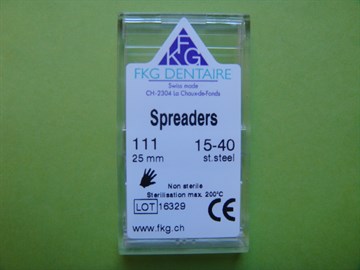 FKG
FKG DENTAIRE
Swiss made
CH-2304 La Chaux-de-Fonds
Spreaders
111 15-40
25 mm st.steel
Non sterile
Sterilisation max. 200°C
LOT 16329 CE
www.fkg.ch